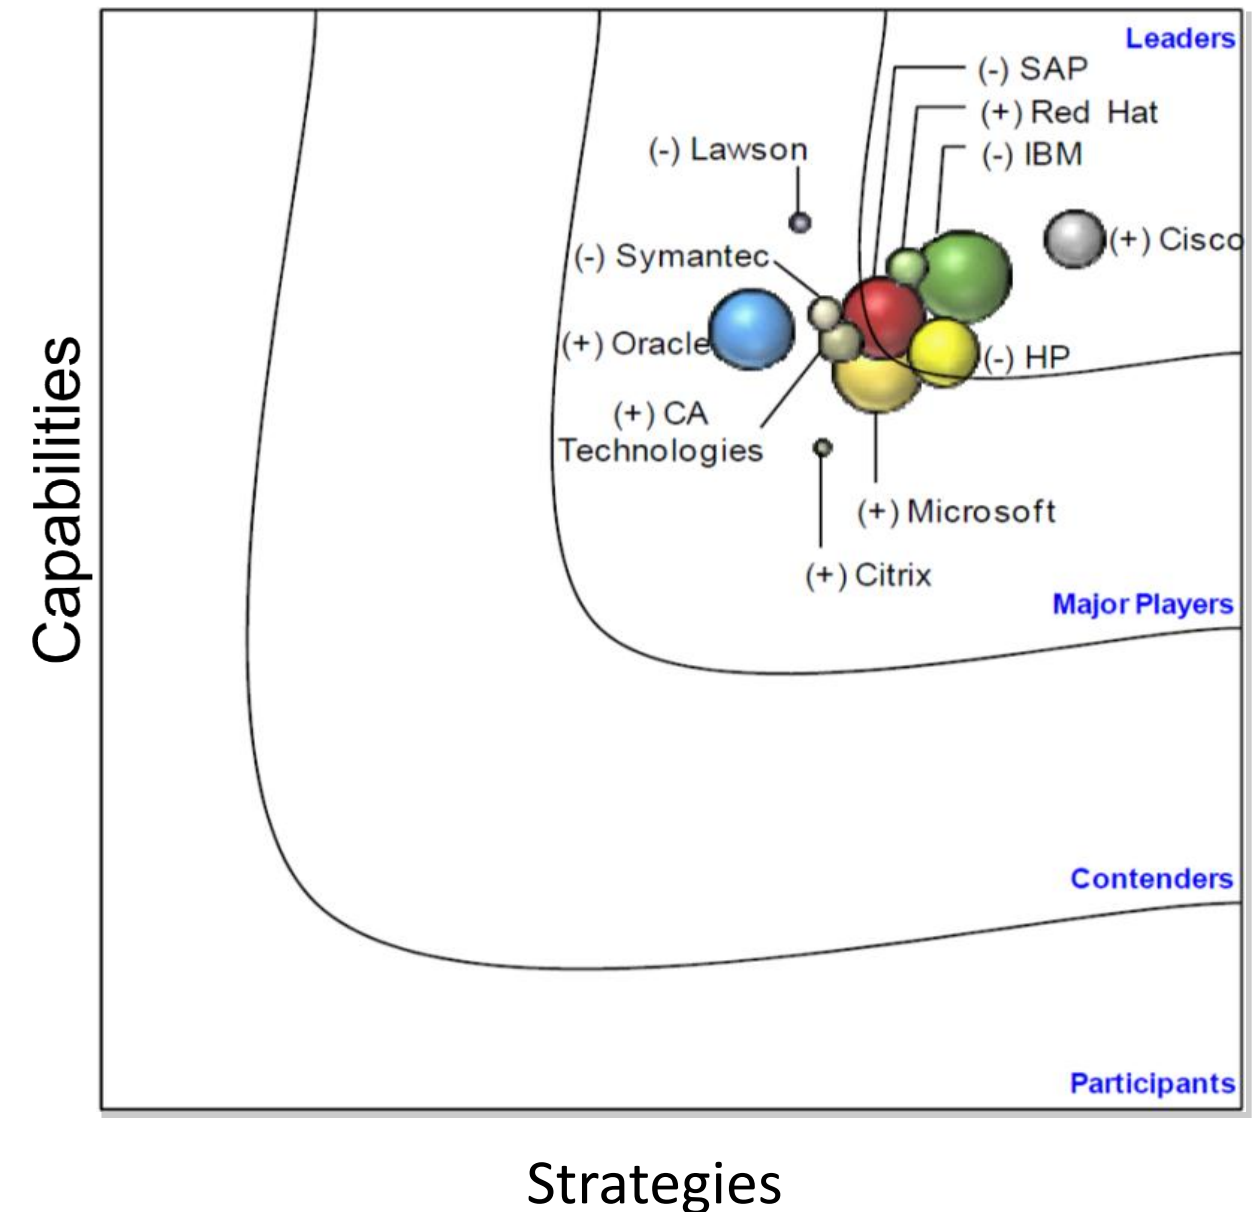 Leaders
(-) SAP
(+) Red Hat
(-) IBM
(-) Lawson
(+) Cisco
(-) Symantec
(+) Oracle
(-) HP
(+) CA
Technologies
(+) Microsoft
(+) Citrix
Major Players
Contenders
Participants
Capabilities
Strategies